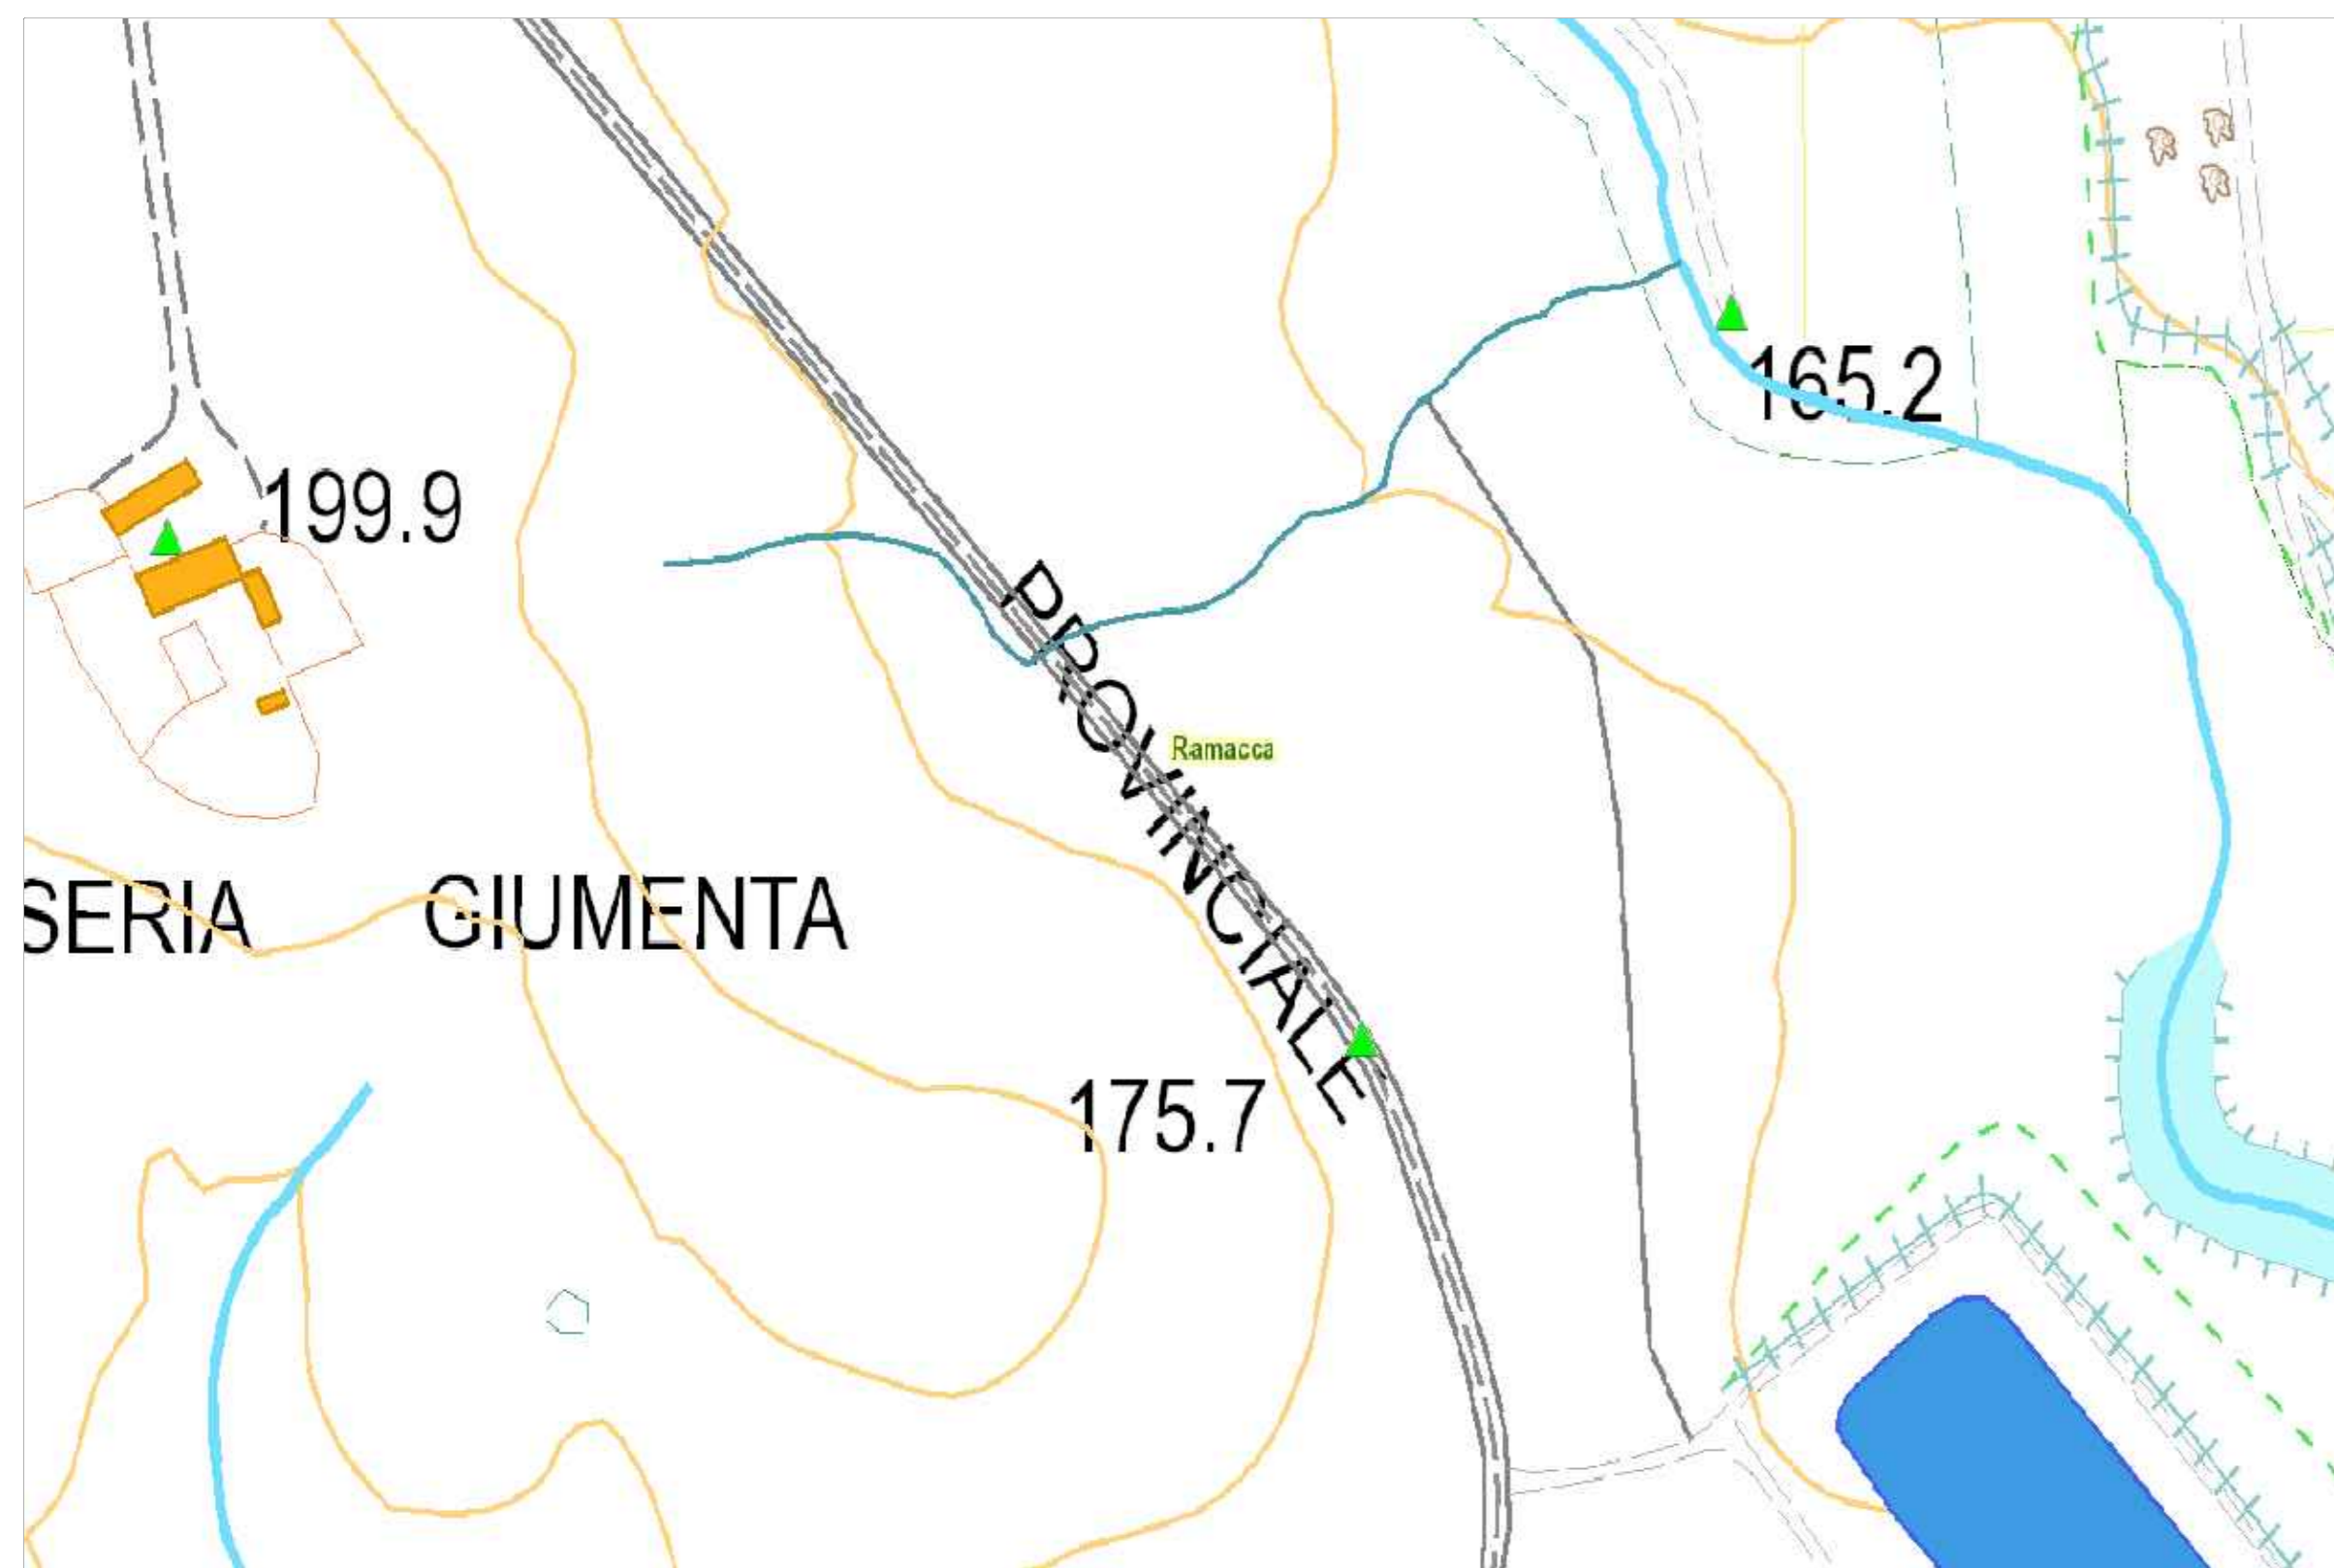 165.2
199.9
PROVINCIALE
Ramacca
SERIA GIUMENTA
175.7